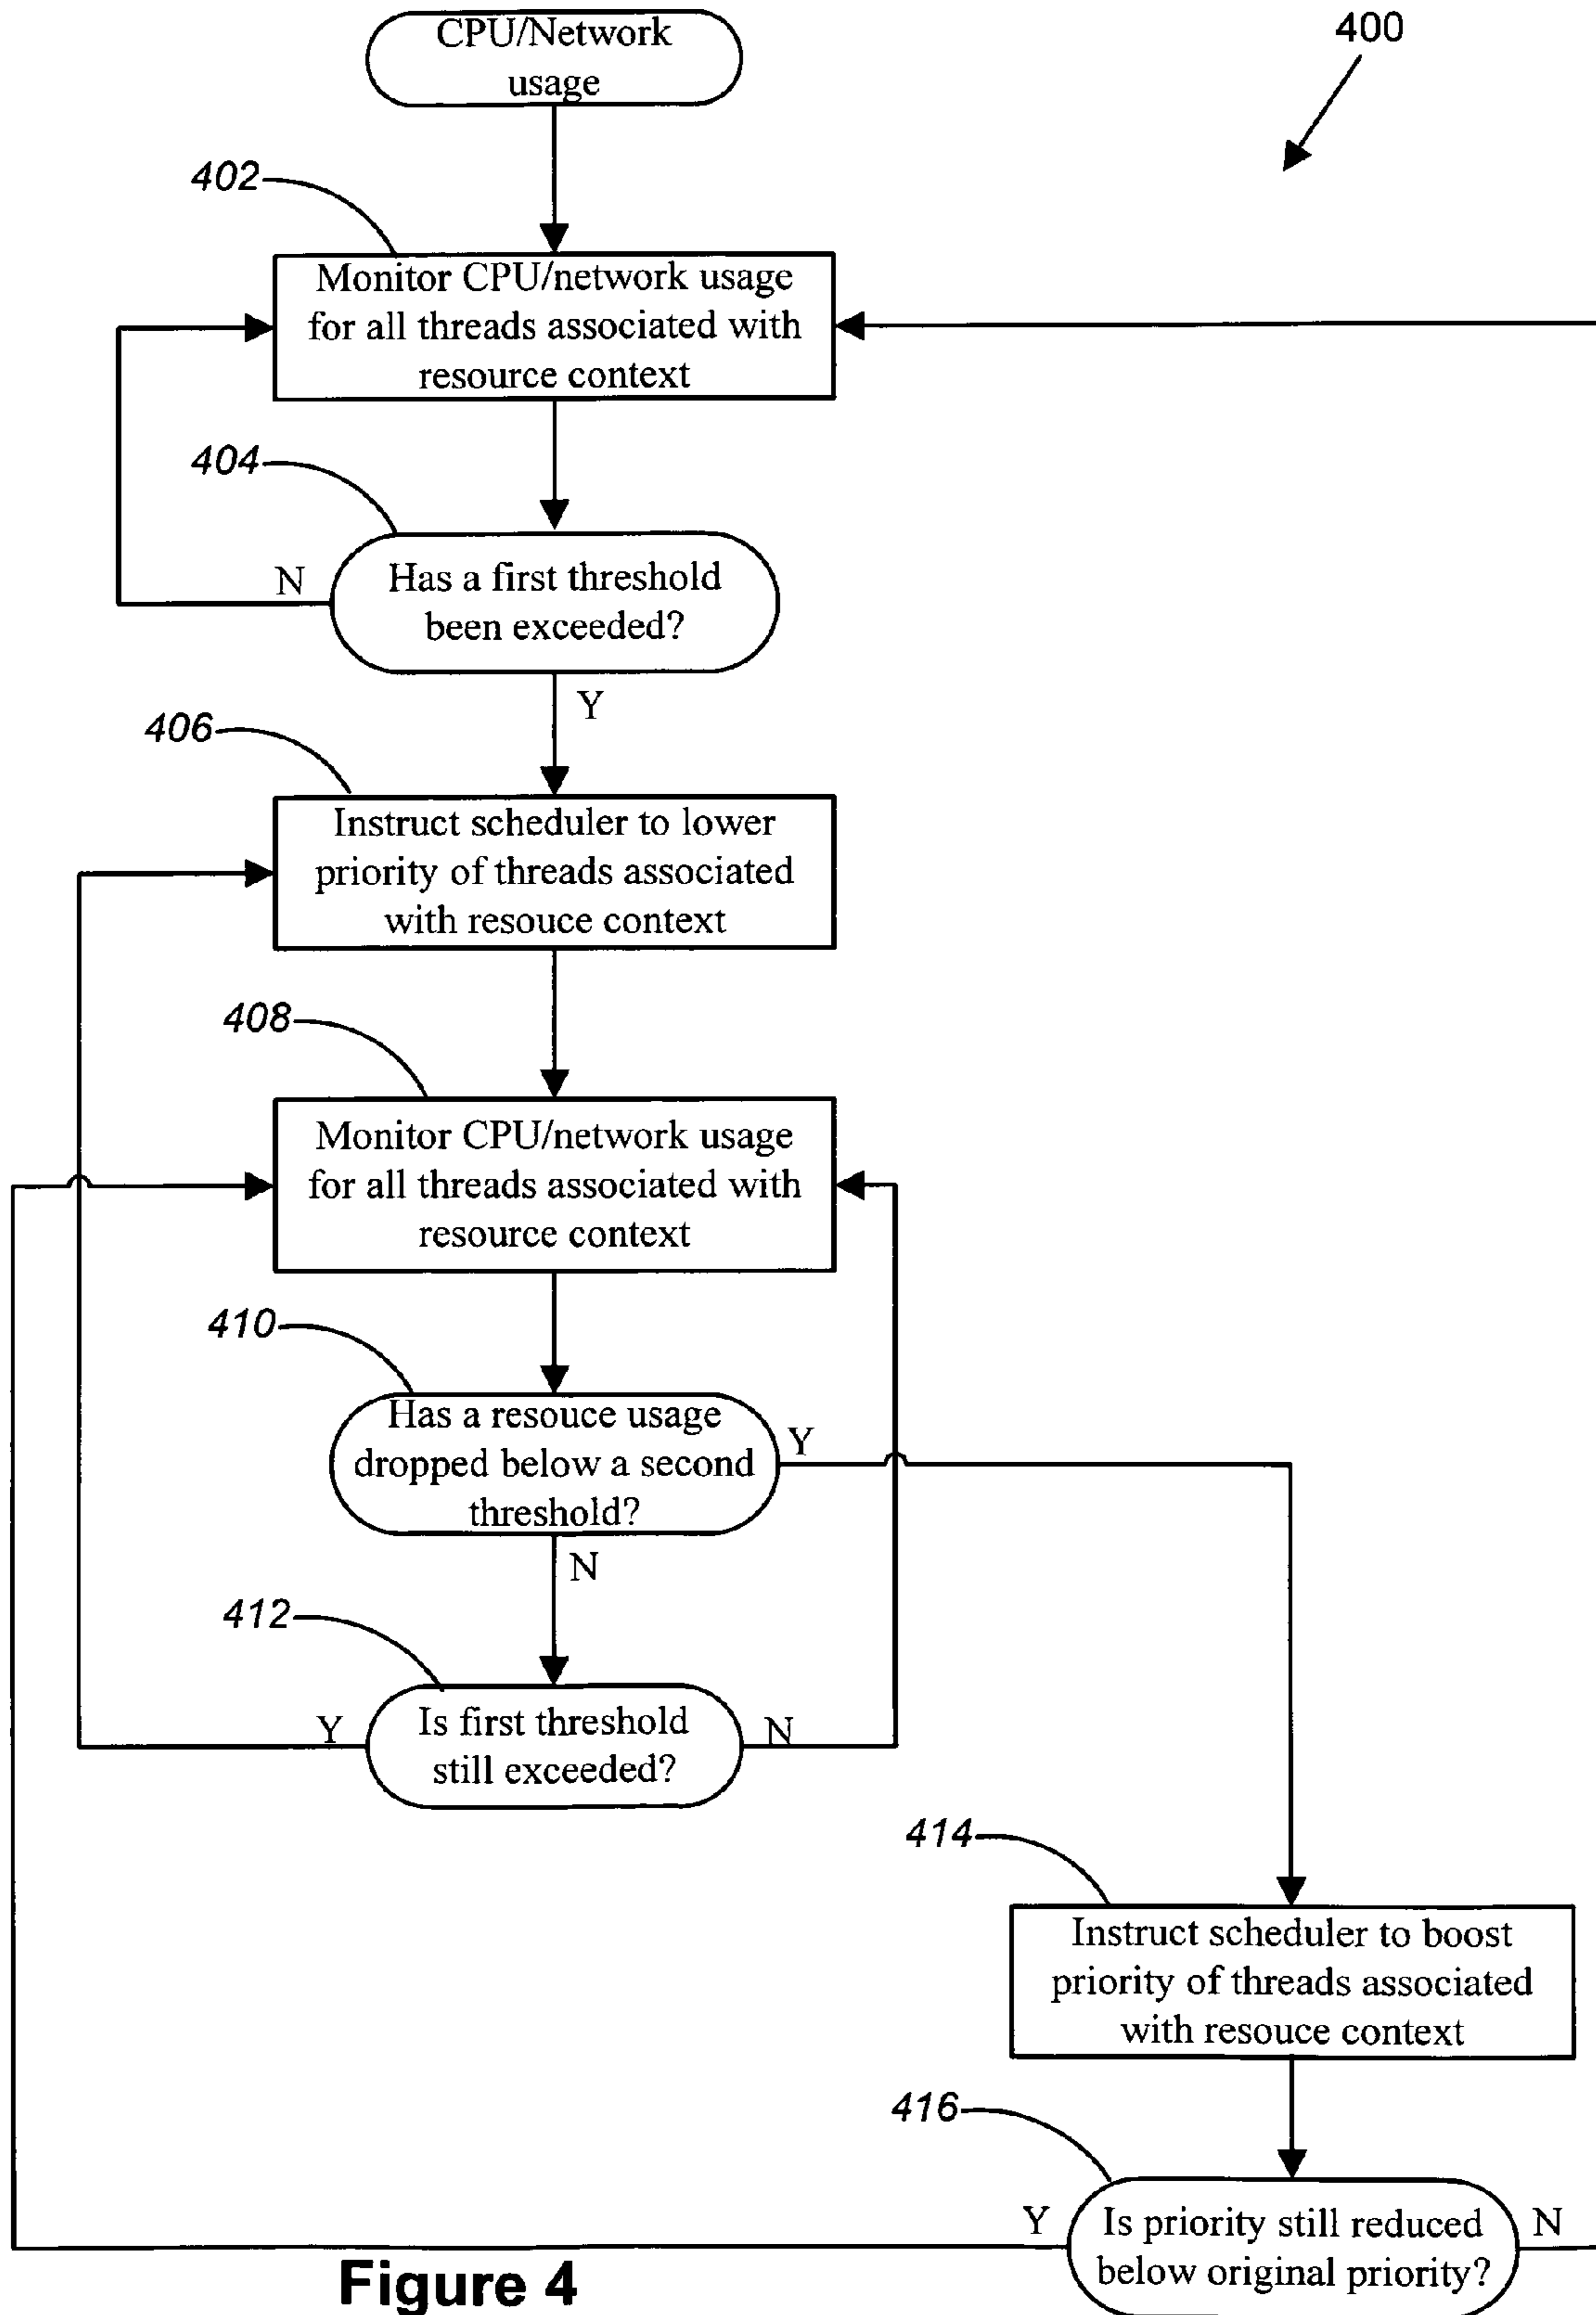 CPU/Network
usage
400
402
Monitor CPU/network usage
for all threads associated with
resource context
404
N
Has a first threshold
been exceeded?
Y
406
Instruct scheduler to lower
priority of threads associated
with resouce context
408
Monitor CPU/network usage
for all threads associated with
resource context
410
Has a resouce usage
dropped below a second
threshold?
Y
N
412
Y
Is first threshold
still exceeded?
N
414
Instruct scheduler to boost
priority of threads associated
with resouce context
416
Y
Is priority still reduced
below original priority?
N
Figure 4